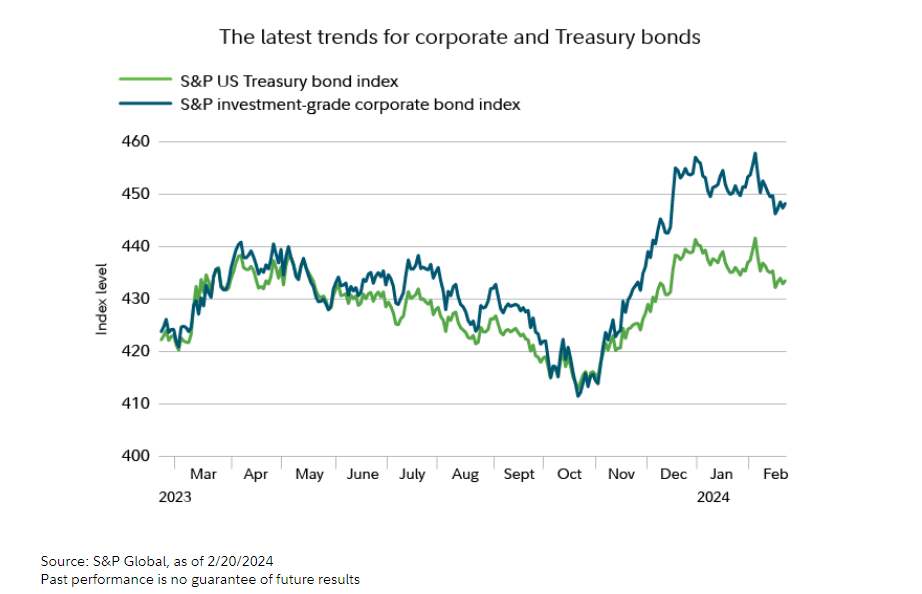 The latest trends for corporate and Treasury bonds
S&P US Treasury bond index
S&P investment-grade corporate bond index
460
450
440
430
420
410
400
Index level
Mar Apr May June July Aug Sept Oct Nov Dec Jan Feb
2023 2024
Source: S&P Global, as of 2/20/2024
Past performance is no guarantee of future results